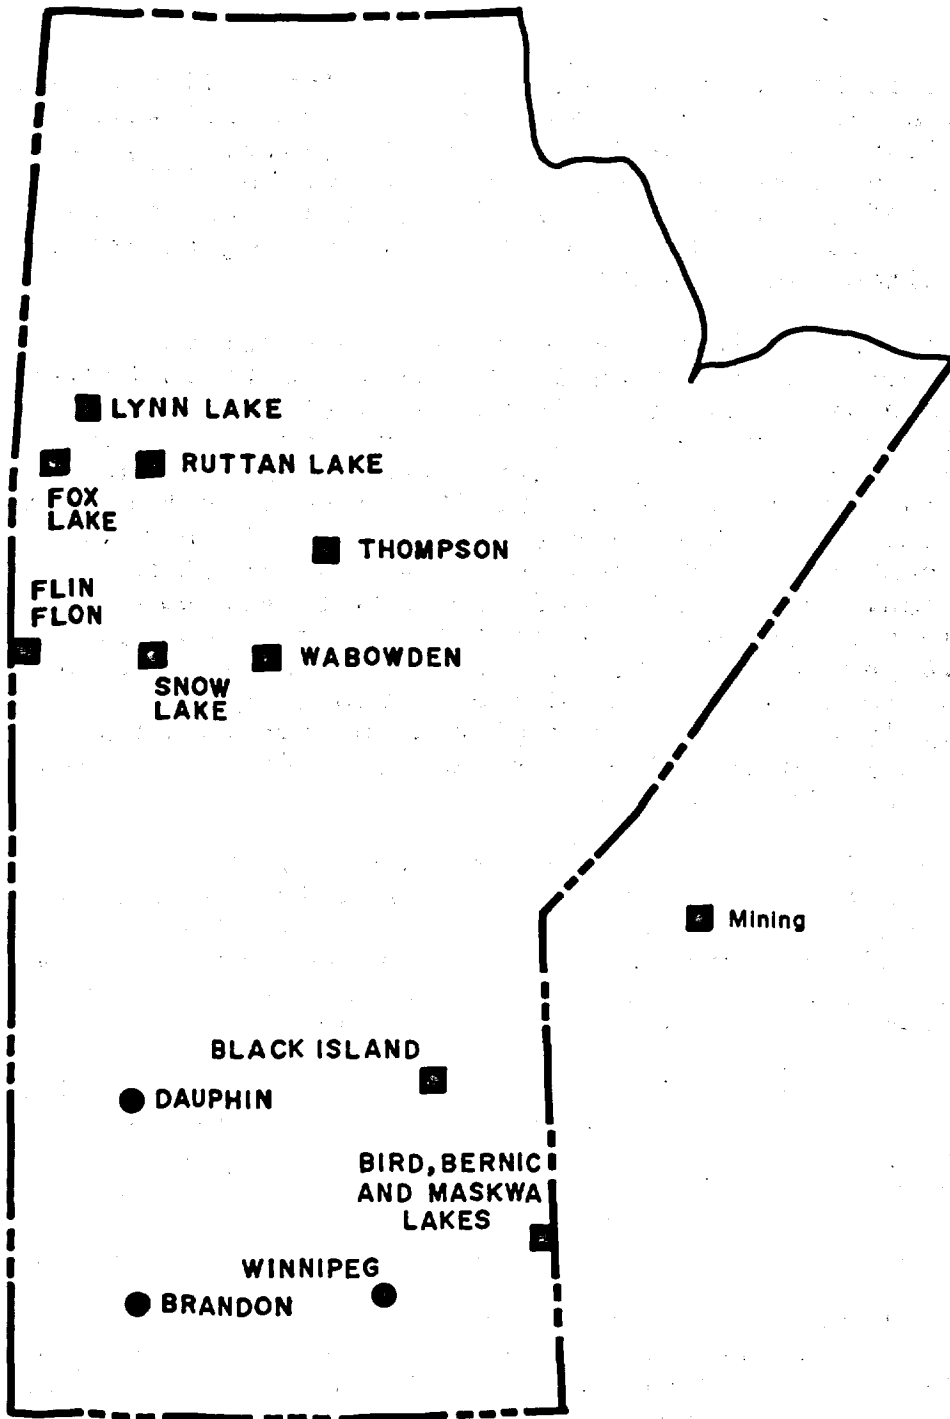 LYNN LAKE
RUTTAN LAKE
FOX
LAKE
THOMPSON
FLIN
FLON
WABOWDEN
SNOW
LAKE
Mining
BLACK ISLAND
DAUPHIN
BIRD, BERNIC
AND MASKWA
LAKES
WINNIPEG
BRANDON